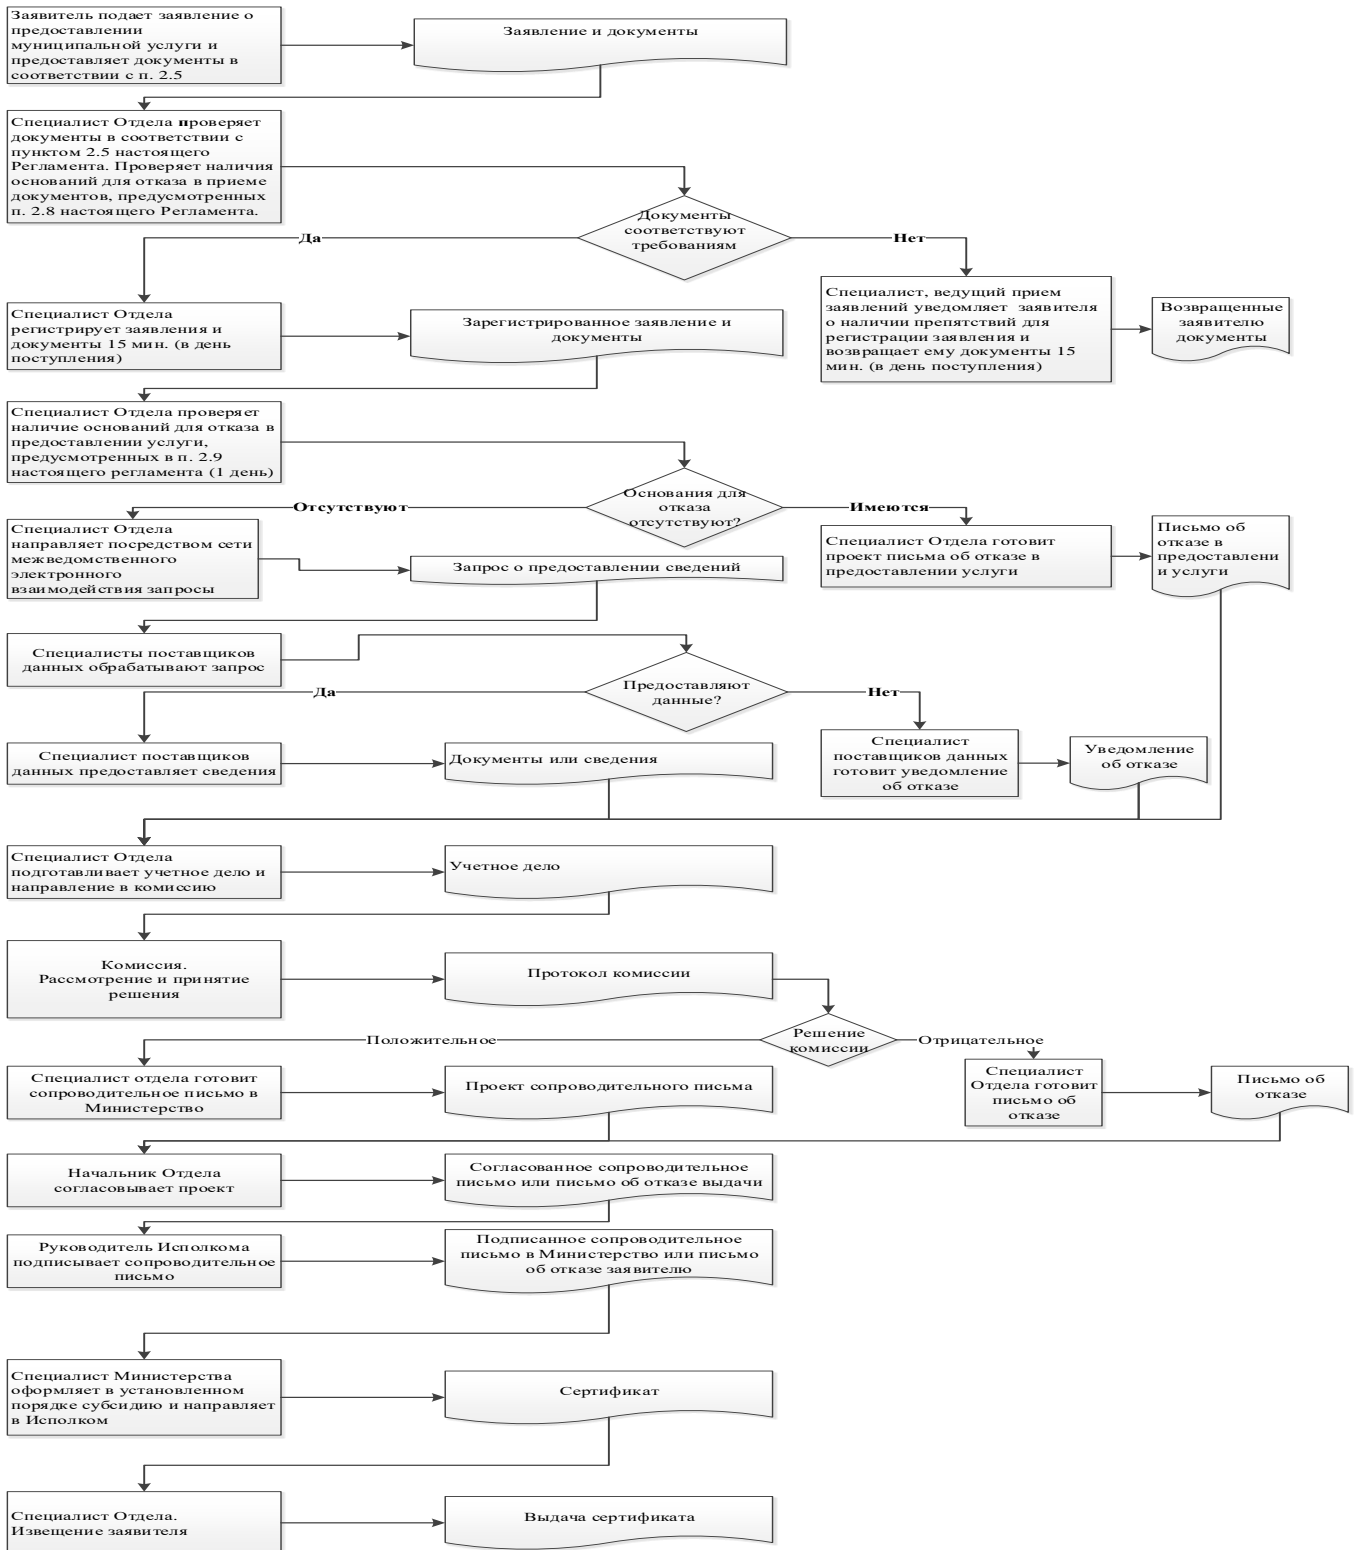 Заявитель подает заявление о
предоставлении
муниципальной услуги и
предоставляет документы в
соответствии с п. 2.5
Заявление и документы
Специалист Отдела проверяет
документы в соответствии с
пунктом 2.5 настоящего
Регламента. Проверяет наличия
оснований для отказа в приеме
документов, предусмотренных
п. 2.8 настоящего Регламента.
Документы
соответствуют
требованиям
Да
Нет
Специалист Отдела
регистрирует заявления и
документы 15 мин. (в день
поступления)
Зарегистрированное заявление и
документы
Специалист, ведущий прием
заявлений уведомляет заявителя
о наличии препятствий для
регистрации заявления и
возвращает ему документы 15
мин. (в день поступления)
Возвращенные
заявителю
документы
Специалист Отдела проверяет
наличие оснований для отказа в
предоставлении услуги,
предусмотренных в п. 2.9
настоящего регламента (1 день)
Основания для
отказа
отсутствуют?
Отсутствуют
Имеются
Специалист Отдела
направляет посредством сети
межведомственного
электронного
взаимодействия запросы
Запрос о предоставлении сведений
Специалист Отдела готовит
проект письма об отказе в
предоставлении услуги
Письмо об
отказе в
предоставлени
и услуги
Специалисты поставщиков
данных обрабатывают запрос
Предоставляют
данные?
Да
Нет
Специалист поставщиков
данных предоставляет сведения
Документы или сведения
Специалист
поставщиков данных
готовит уведомление
об отказе
Уведомление
об отказе
Специалист Отдела
подготавливает учетное дело и
направление в комиссию
Учетное дело
Комиссия.
Рассмотрение и принятие
решения
Протокол комиссии
Решение
комиссии
Положительное
Отрицательное
Специалист отдела готовит
сопроводительное письмо в
Министерство
Проект сопроводительного письма
Специалист
Отдела готовит
письмо об
отказе
Письмо об
отказе
Начальник Отдела
согласовывает проект
Согласованное сопроводительное
письмо или письмо об отказе выдачи
Руководитель Исполкома
подписывает сопроводительное
письмо
Подписанное сопроводительное
письмо в Министерство или письмо
об отказе заявителю
Специалист Министерства
оформляет в установленном
порядке субсидию и направляет
в Исполком
Сертификат
Специалист Отдела.
Извещение заявителя
Выдача сертификата